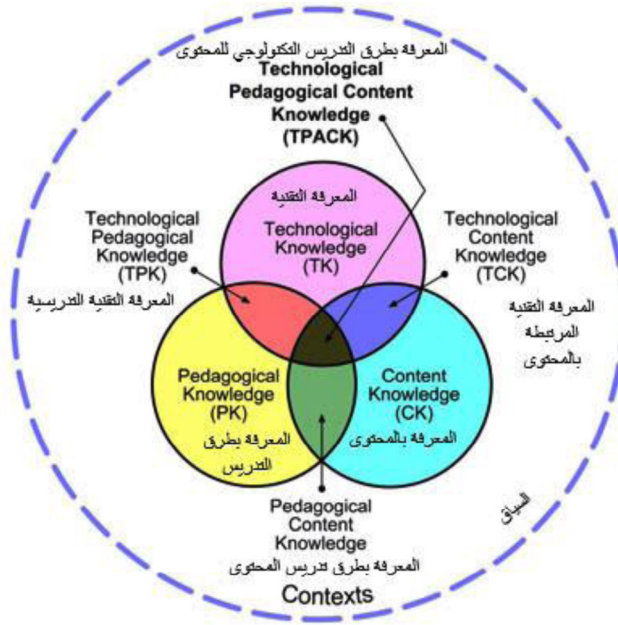 المعرفة بطرق التدريس التكنولوجي للمحتوى
Technological
Pedagogical Content
Knowledge
(TPACK)
المعرفة التقنية
Technological
Knowledge
(TK)
Technological
Pedagogical
Knowledge
(TPK)
المعرفة التقنية التدريسية
Technological
Content
Knowledge
(TCK)
المعرفة التقنية
المرتبطة
بالمحتوى
Pedagogical
Knowledge
(PK)
المعرفة بطرق
التدريس
Content
Knowledge
(CK)
المعرفة بالمحتوى
Pedagogical
Content
Knowledge
المعرفة بطرق تدريس المحتوى
السياق
Contexts